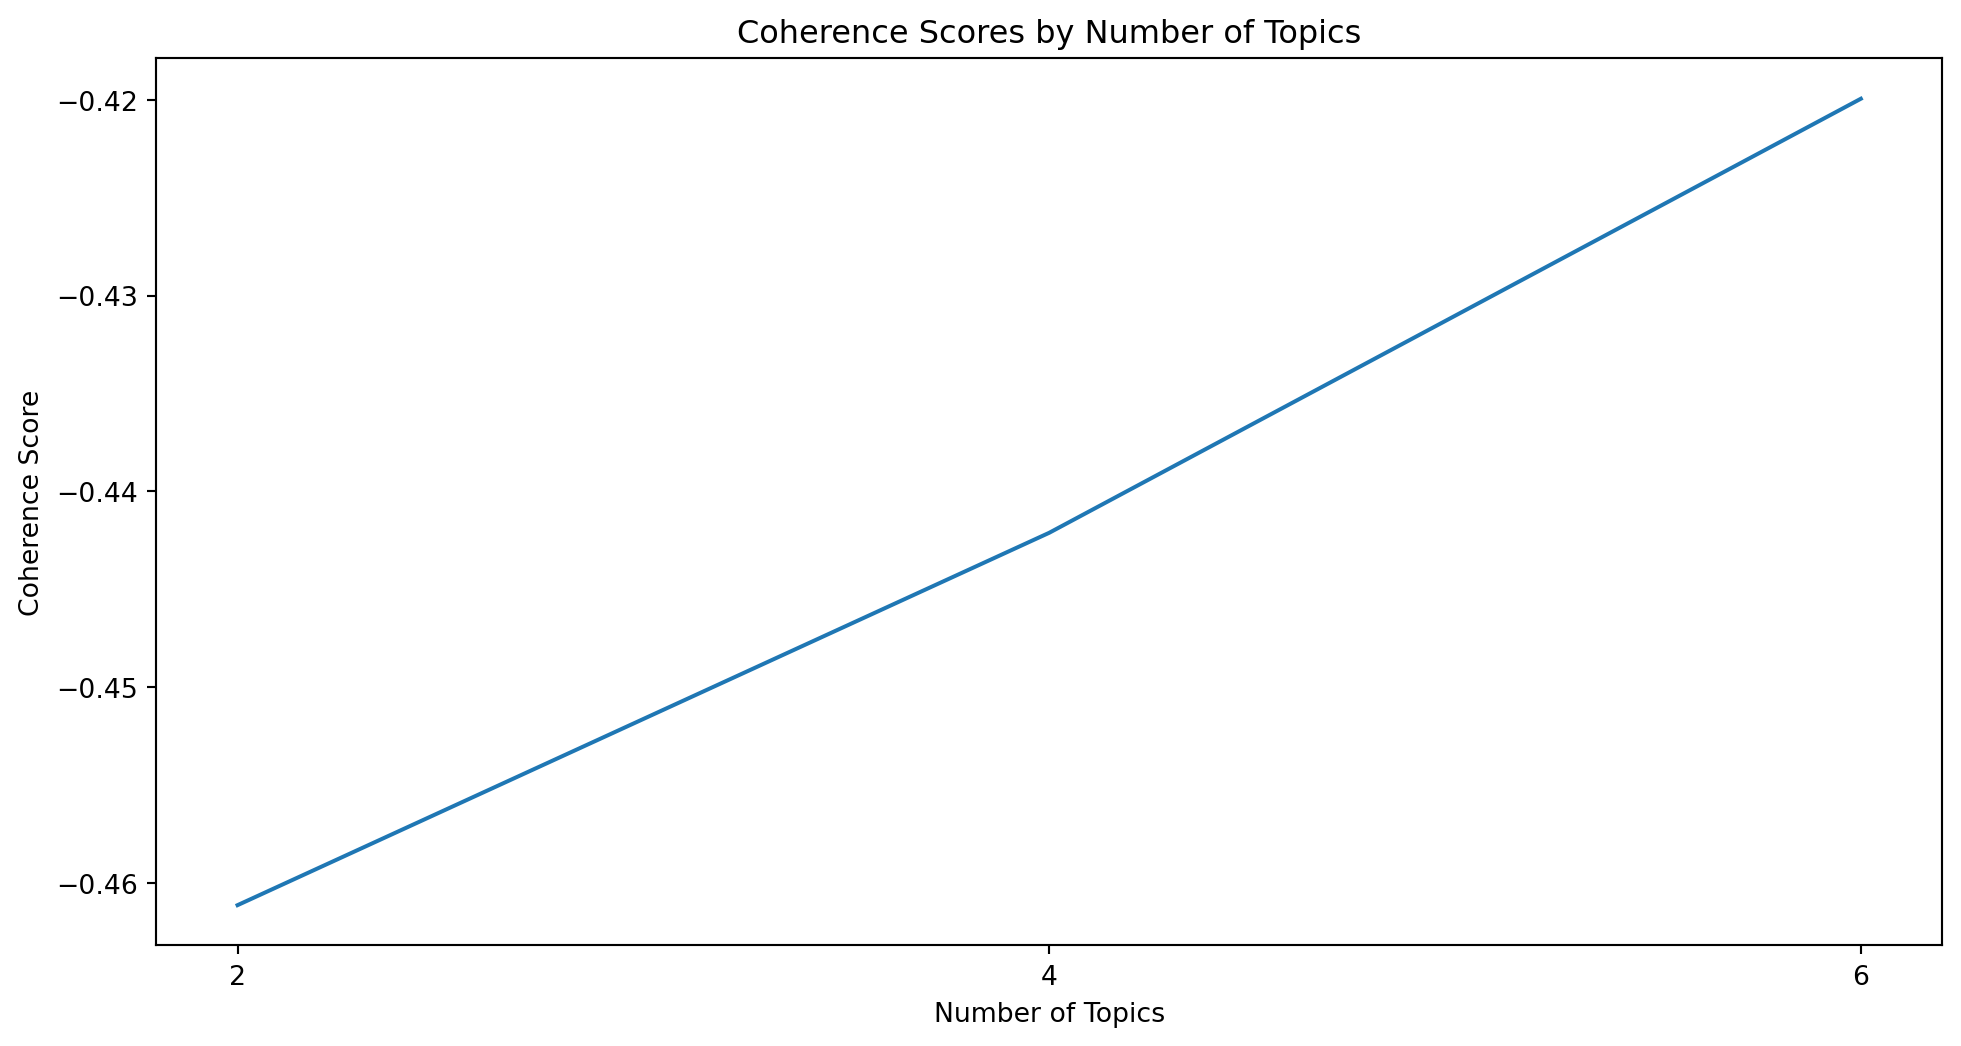 Coherence Scores by Number of Topics
Coherence Score
−0.42
−0.43
−0.44
−0.45
−0.46
2 4 6
Number of Topics